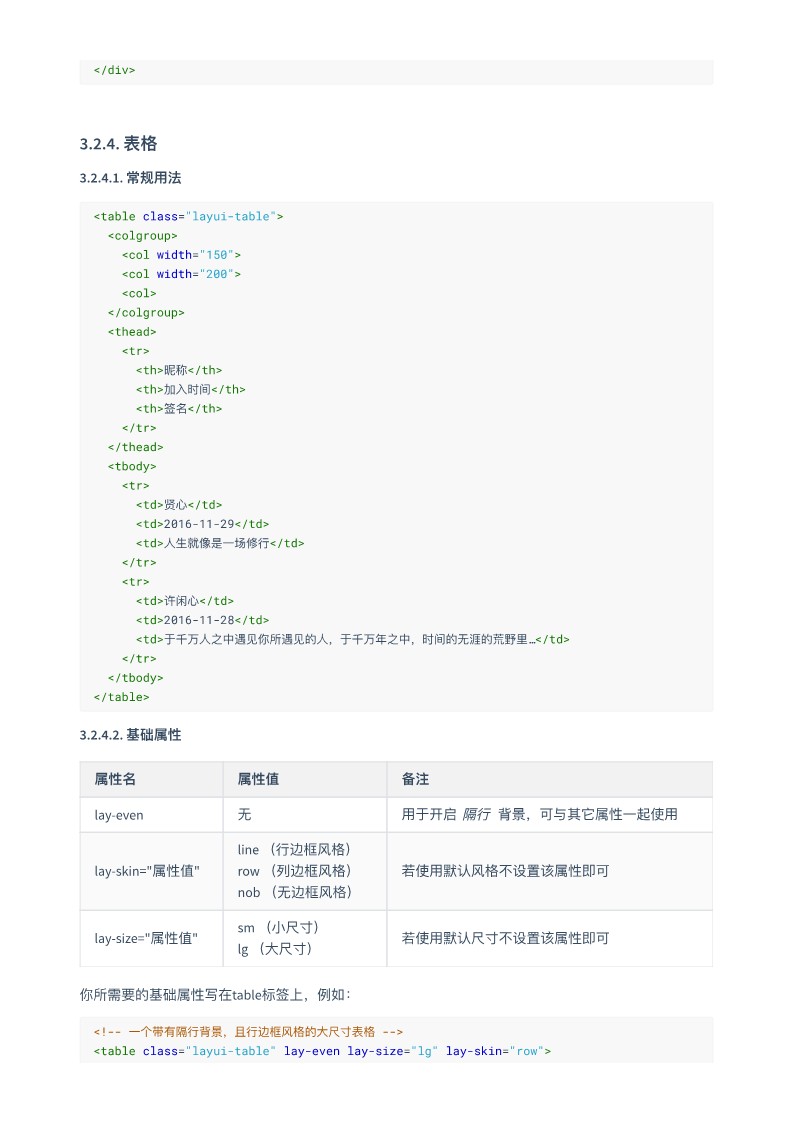 </div>
3.2.4. 表格
3.2.4.1. 常规用法
<table class="layui-table">
  <colgroup>
    <col width="150">
    <col width="200">
    <col>
  </colgroup>
  <thead>
    <tr>
      <th>昵称</th>
      <th>加入时间</th>
      <th>签名</th>
    </tr>
  </thead>
  <tbody>
    <tr>
      <td>贤心</td>
      <td>2016-11-29</td>
      <td>人生就像是一场修行</td>
    </tr>
    <tr>
      <td>许闲心</td>
      <td>2016-11-28</td>
      <td>于千万人之中遇见你所遇见的人，于千万年之中，时间的无涯的荒野里…</td>
    </tr>
  </tbody>
</table>
3.2.4.2. 基础属性
属性名 属性值 备注
lay-even 无 用于开启 隔行 背景，可与其它属性一起使用
lay-skin="属性值"
line （行边框风格）
row （列边框风格）
nob （无边框风格）
若使用默认风格不设置该属性即可
lay-size="属性值"
sm （小尺寸）
lg （大尺寸）
若使用默认尺寸不设置该属性即可
你所需要的基础属性写在table标签上，例如：
<!-- 一个带有隔行背景，且行边框风格的大尺寸表格 -->
<table class="layui-table" lay-even lay-size="lg" lay-skin="row">